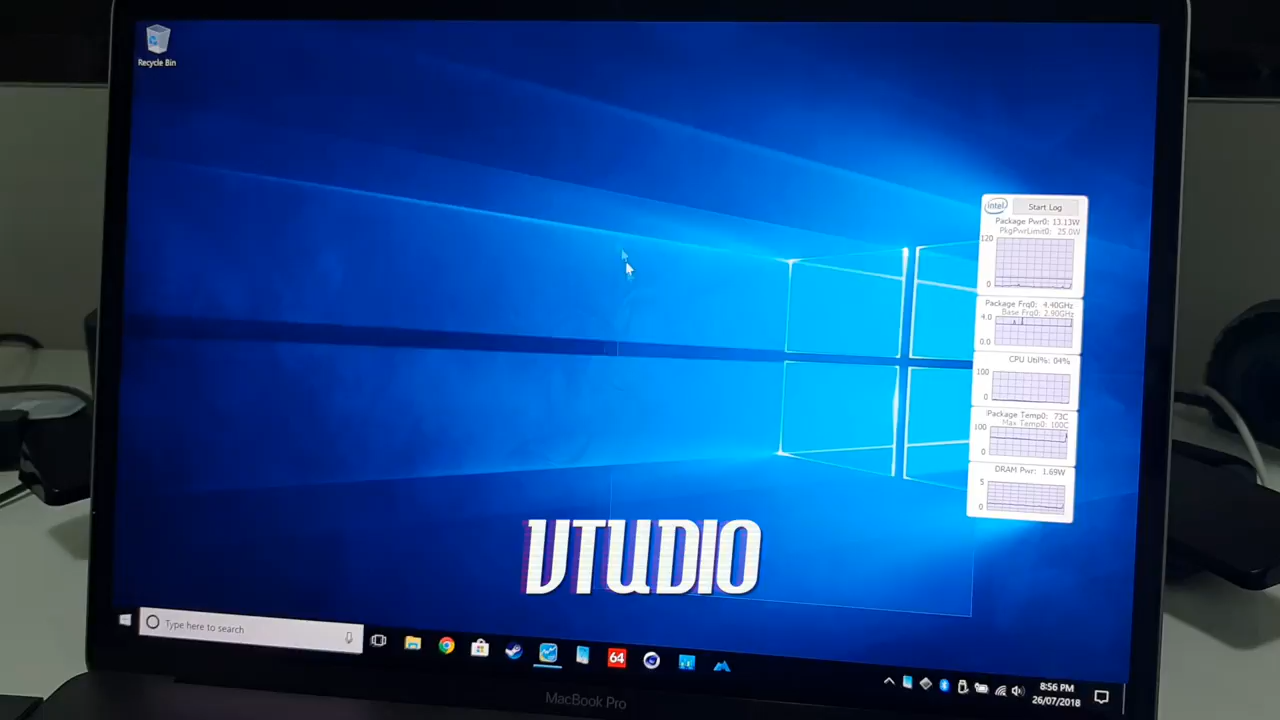 Recycle Bin
intel
Start Log
Package Pwr0: 13.13W
PkgPwrLimit0: 25.0W
120
0
Package Frq0: 4.40GHz
Base Frq0: 2.90GHz
4.0
0.0
CPU Util%: 04%
100
0
Package Temp0: 73C
Max Temp0: 100C
100
0
DRAM Pwr: 1.69W
5
0
VTUDIO
Type here to search
64
8:56 PM
26/07/2018
MacBook Pro